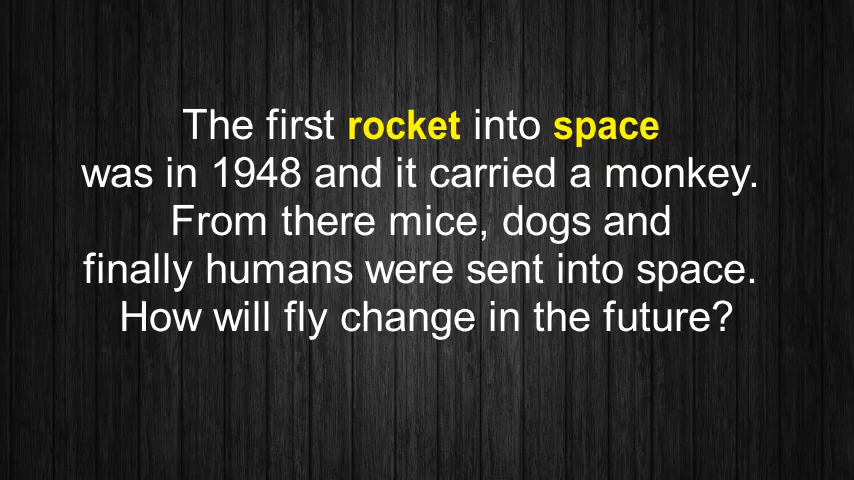 The first rocket into space
was in 1948 and it carried a monkey.
From there mice, dogs and
finally humans were sent into space.
How will fly change in the future?